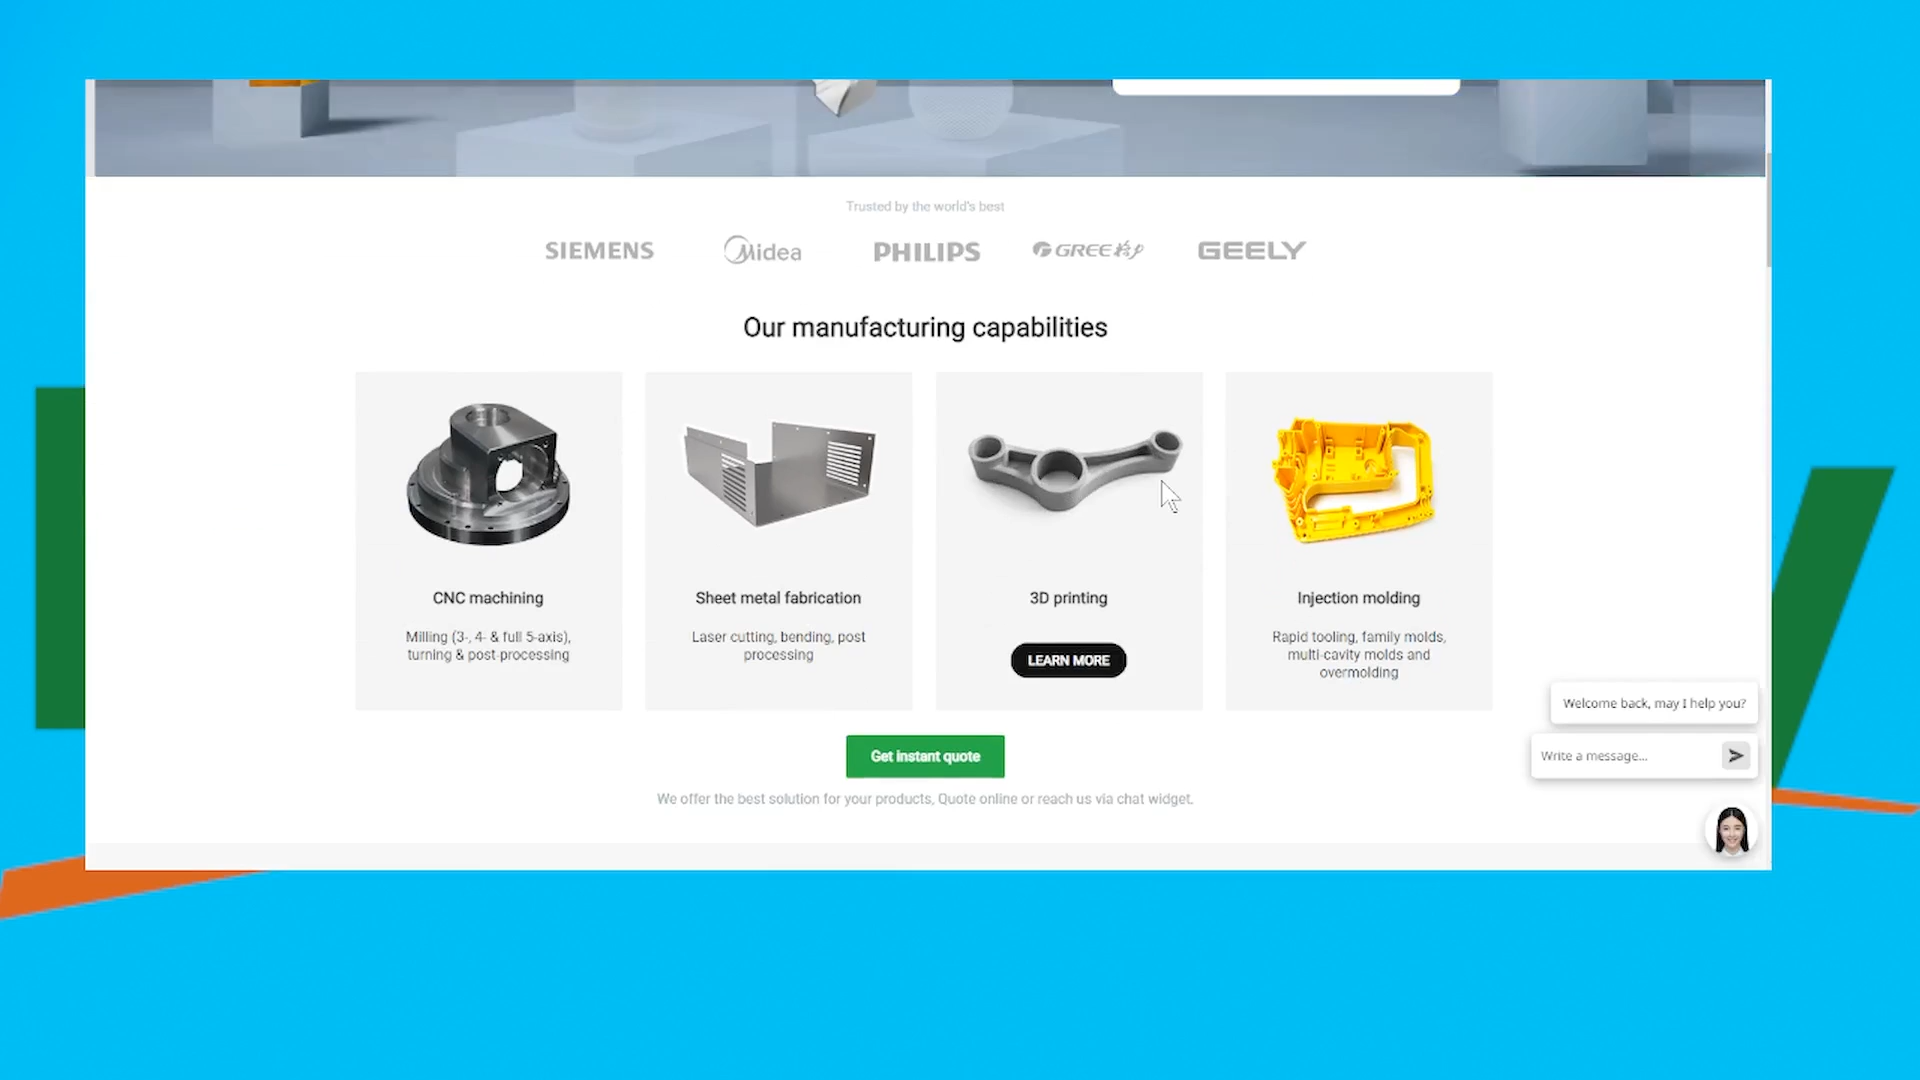 Trusted by the world's best
SIEMENS
Midea
PHILIPS
GREE 格力
GEELY
Our manufacturing capabilities
CNC machining
Milling (3-, 4- & full 5-axis),
turning & post-processing
Sheet metal fabrication
Laser cutting, bending, post
processing
3D printing
LEARN MORE
Injection molding
Rapid tooling, family molds,
multi-cavity molds and
overmolding
Get instant quote
We offer the best solution for your products, Quote online or reach us via chat widget.
Welcome back, may I help you?
Write a message...